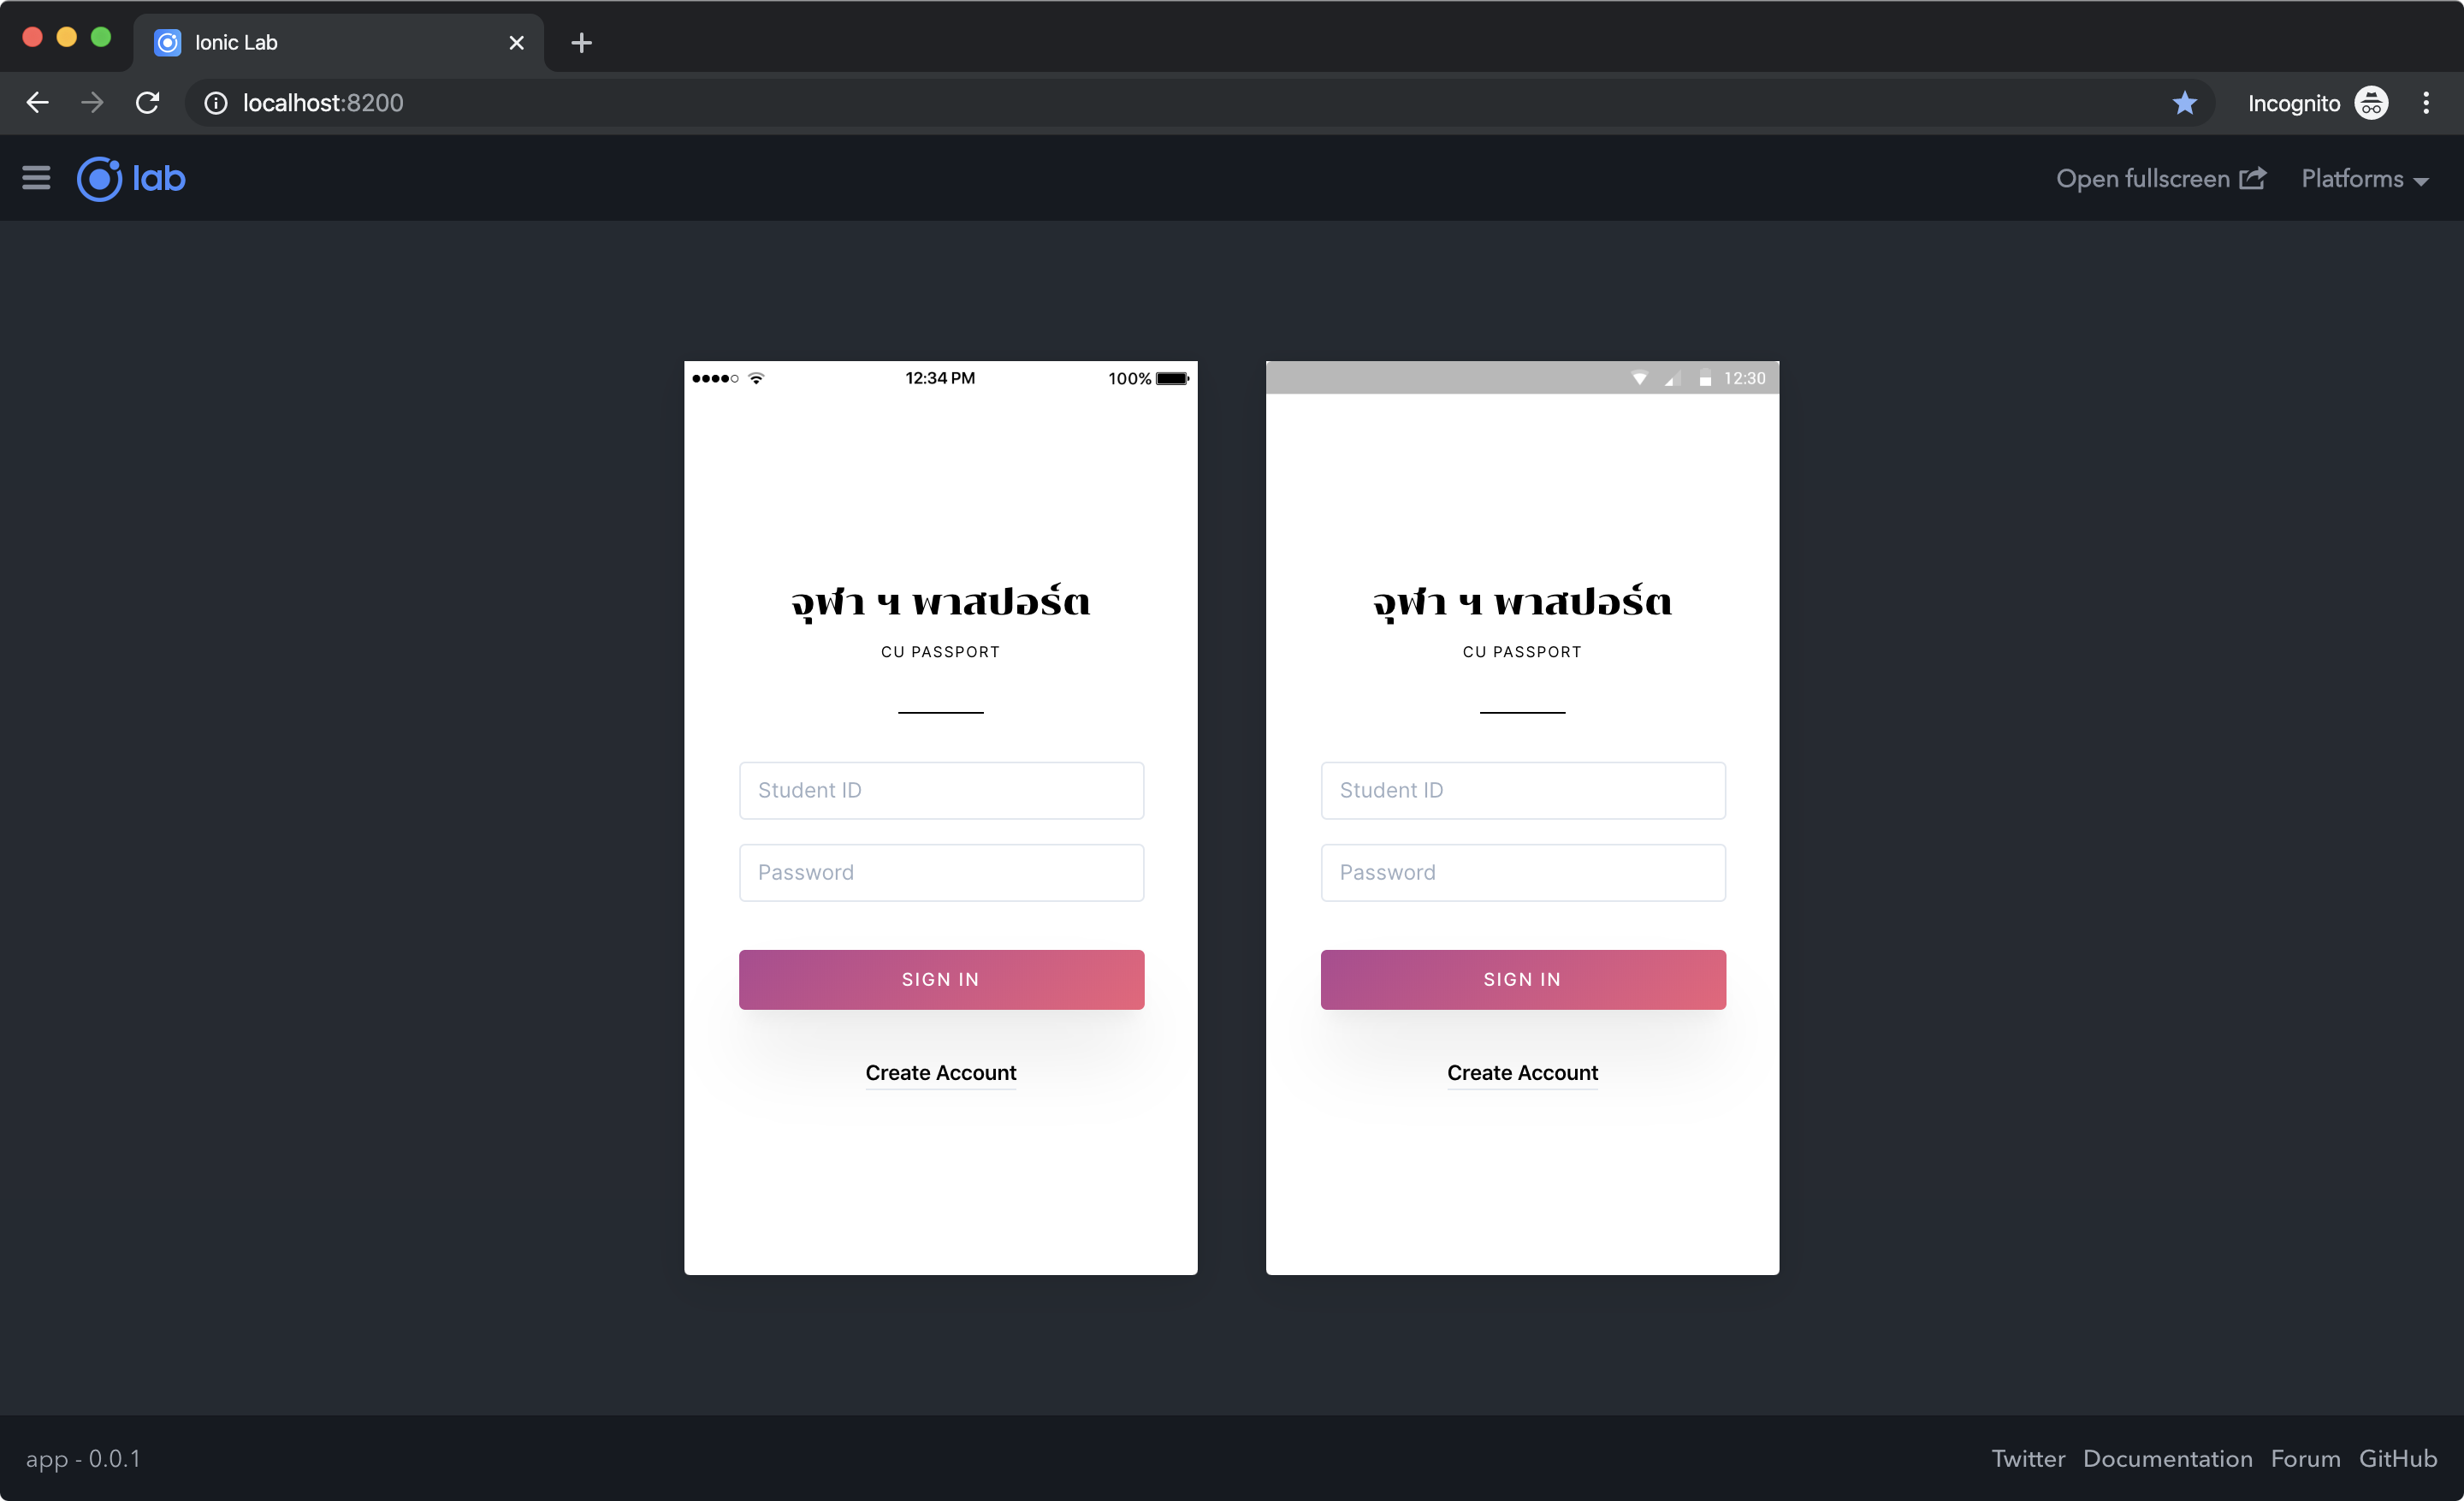 Ionic Lab
localhost:8200
Incognito
lab
Open fullscreen
Platforms
12:34 PM
100%
จุฬา ฯ พาสปอร์ต
CU PASSPORT
Student ID
Password
SIGN IN
Create Account
12:30
จุฬา ฯ พาสปอร์ต
CU PASSPORT
Student ID
Password
SIGN IN
Create Account
app - 0.0.1
Twitter Documentation Forum GitHub